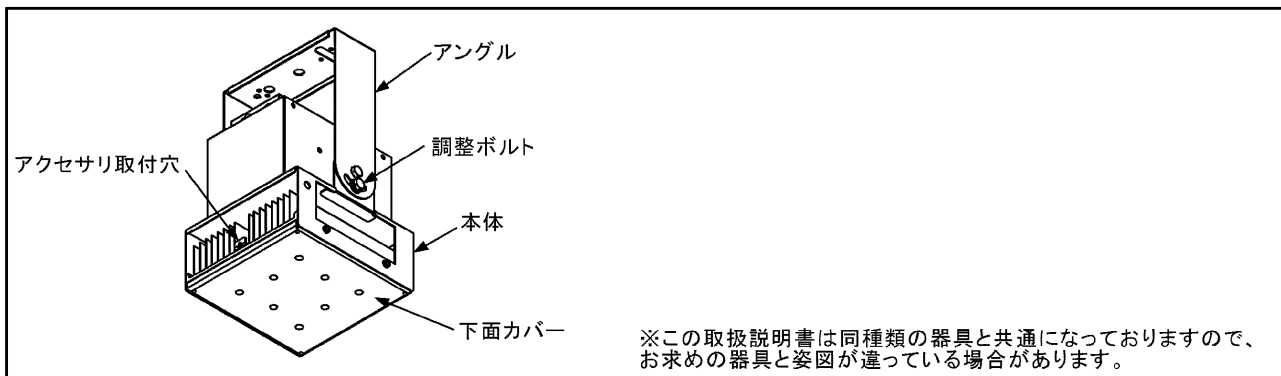 アングル
調整ボルト
アクセサリ取付穴
本体
下面カバー
※この取扱説明書は同種類の器具と共通になっておりますので、
お求めの器具と姿図が違っている場合があります。